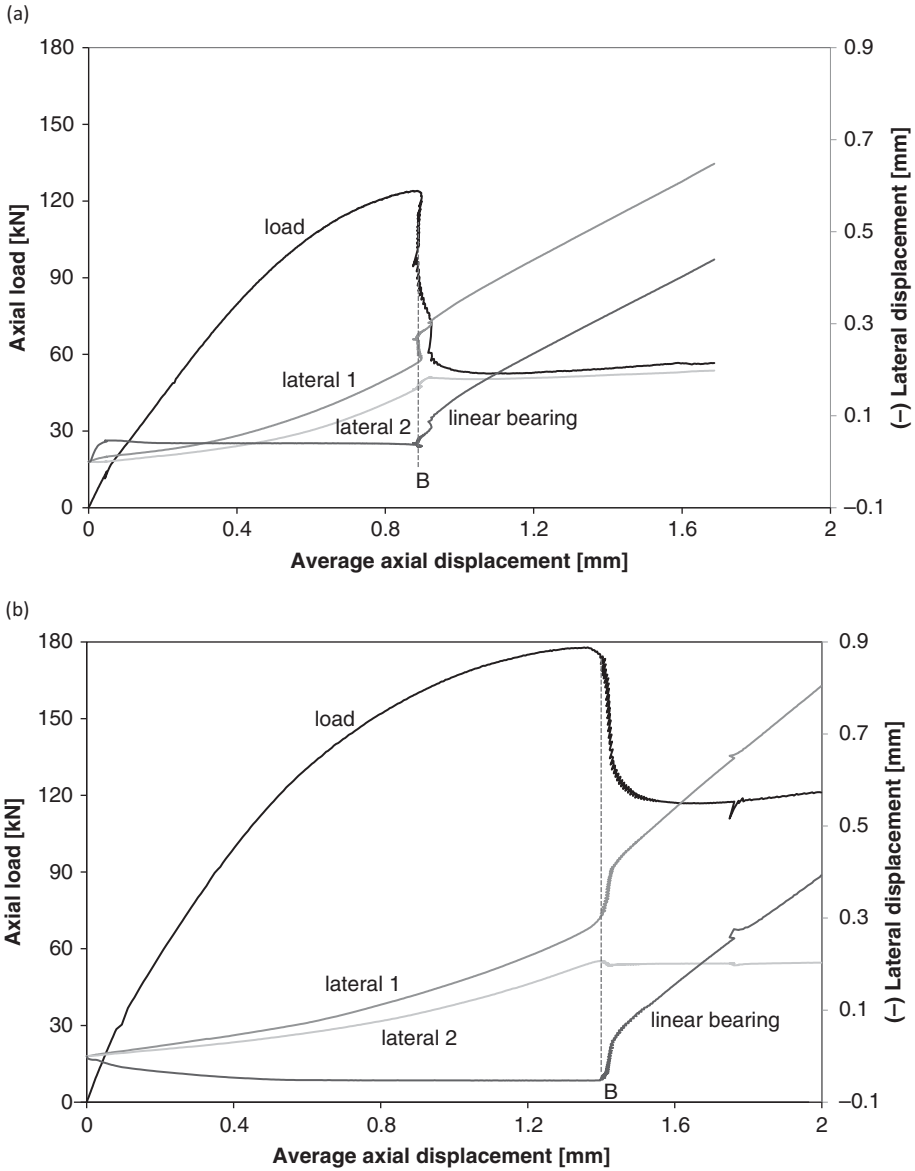 (a)
180
150
120
90
60
30
0
Axial load [kN]
0.9
0.7
0.5
0.3
0.1
–0.1
(–) Lateral displacement [mm]
load
lateral 1
lateral 2
linear bearing
B
0
0.4
0.8
1.2
1.6
2
Average axial displacement [mm]
(b)
180
150
120
90
60
30
0
Axial load [kN]
0.9
0.7
0.5
0.3
0.1
–0.1
(–) Lateral displacement [mm]
load
lateral 1
lateral 2
linear bearing
B
0
0.4
0.8
1.2
1.6
2
Average axial displacement [mm]